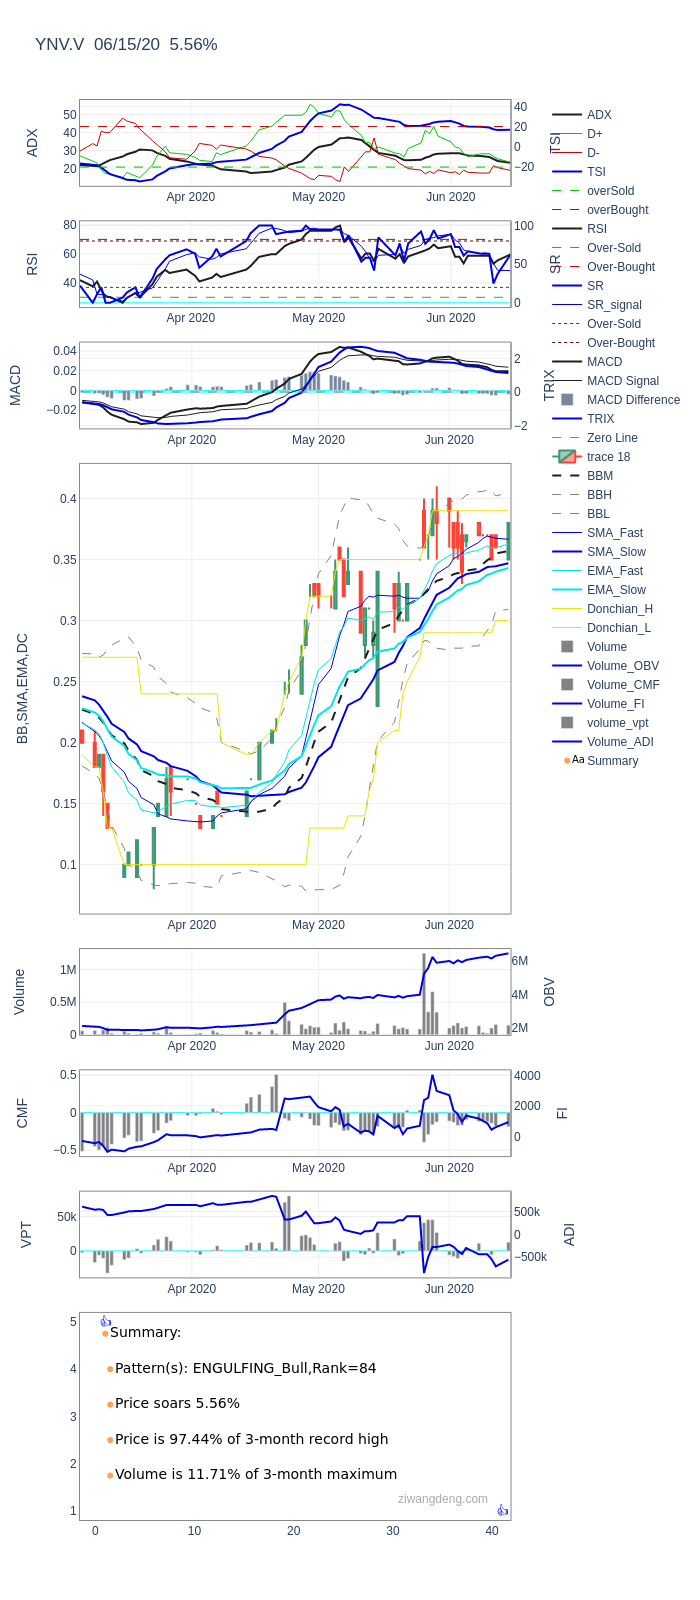 YNV.V  06/15/20  5.56%
ADX
50
40
30
20
40
20
0
−20
TSI
Apr 2020
May 2020
Jun 2020
ADX
D+
D-
TSI
overSold
overBought
RSI
Over-Sold
Over-Bought
SR
SR_signal
Over-Sold
Over-Bought
MACD
MACD Signal
MACD Difference
TRIX
Zero Line
trace 18
BBM
BBH
BBL
SMA_Fast
SMA_Slow
EMA_Fast
EMA_Slow
Donchian_H
Donchian_L
Volume
Volume_OBV
Volume_CMF
Volume_FI
volume_vpt
Volume_ADI
Aa Summary
RSI
80
60
40
100
50
0
SR
Apr 2020
May 2020
Jun 2020
MACD
0.04
0.02
0
−0.02
2
0
−2
TRIX
Apr 2020
May 2020
Jun 2020
BB,SMA,EMA,DC
0.4
0.35
0.3
0.25
0.2
0.15
0.1
Apr 2020
May 2020
Jun 2020
Volume
1M
0.5M
0
6M
4M
2M
OBV
Apr 2020
May 2020
Jun 2020
CMF
0.5
0
−0.5
4000
2000
0
FI
Apr 2020
May 2020
Jun 2020
VPT
50k
0
500k
0
−500k
ADI
Apr 2020
May 2020
Jun 2020
5
4
3
2
1
Summary:
Pattern(s): ENGULFING_Bull,Rank=84
Price soars 5.56%
Price is 97.44% of 3-month record high
Volume is 11.71% of 3-month maximum
ziwangdeng.com
0
10
20
30
40